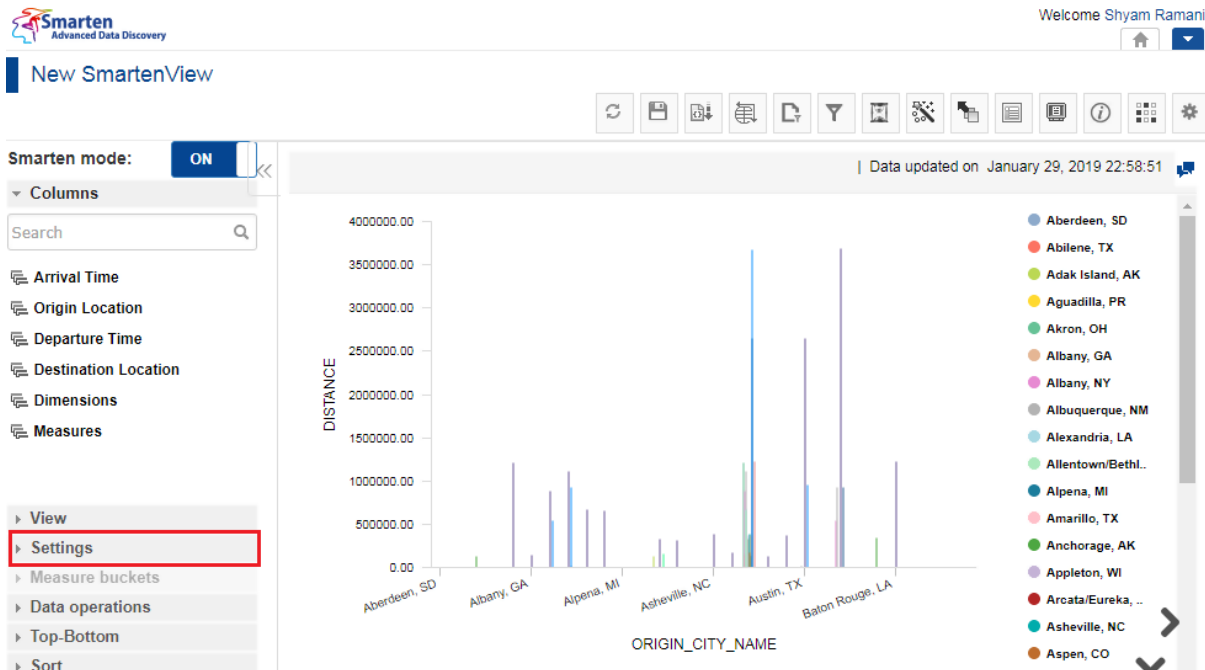 Smarten
Advanced Data Discovery
Welcome Shyam Ramani
New SmartenView
Smarten mode: ON
| Data updated on January 29, 2019 22:58:51
Columns
Search
Arrival Time
Origin Location
Departure Time
Destination Location
Dimensions
Measures
View
Settings
Measure buckets
Data operations
Top-Bottom
Sort
4000000.00
3500000.00
3000000.00
2500000.00
2000000.00
1500000.00
1000000.00
500000.00
0.00
DISTANCE
Aberdeen, SD
Albany, GA
Alpena, MI
Asheville, NC
Austin, TX
Baton Rouge, LA
ORIGIN_CITY_NAME
Aberdeen, SD
Abilene, TX
Adak Island, AK
Aguadilla, PR
Akron, OH
Albany, GA
Albany, NY
Albuquerque, NM
Alexandria, LA
Allentown/Bethl..
Alpena, MI
Amarillo, TX
Anchorage, AK
Appleton, WI
Arcata/Eureka, ..
Asheville, NC
Aspen, CO